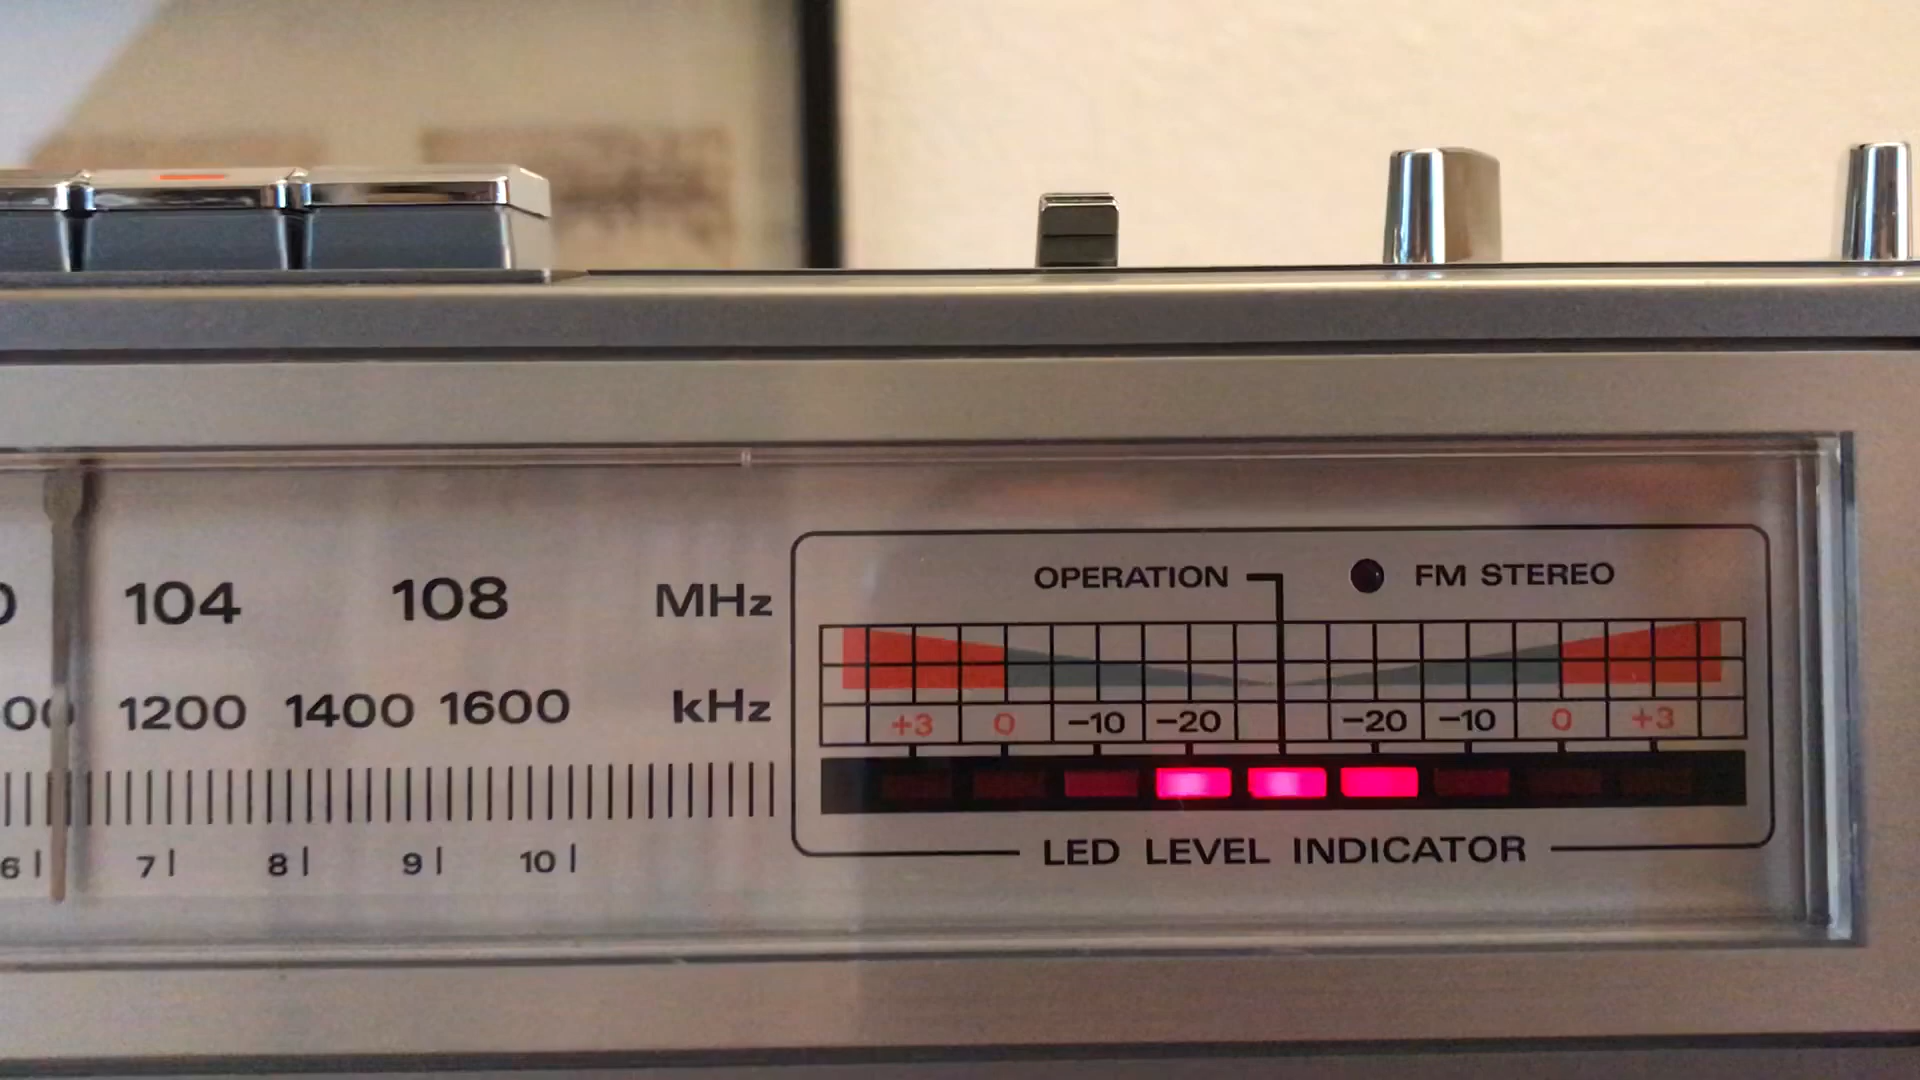 OPERATION FM STEREO
104 108 MHz
1200 1400 1600 kHz
+3 0 -10 -20 -20 -10 0 +3
6 7 8 9 10
LED LEVEL INDICATOR